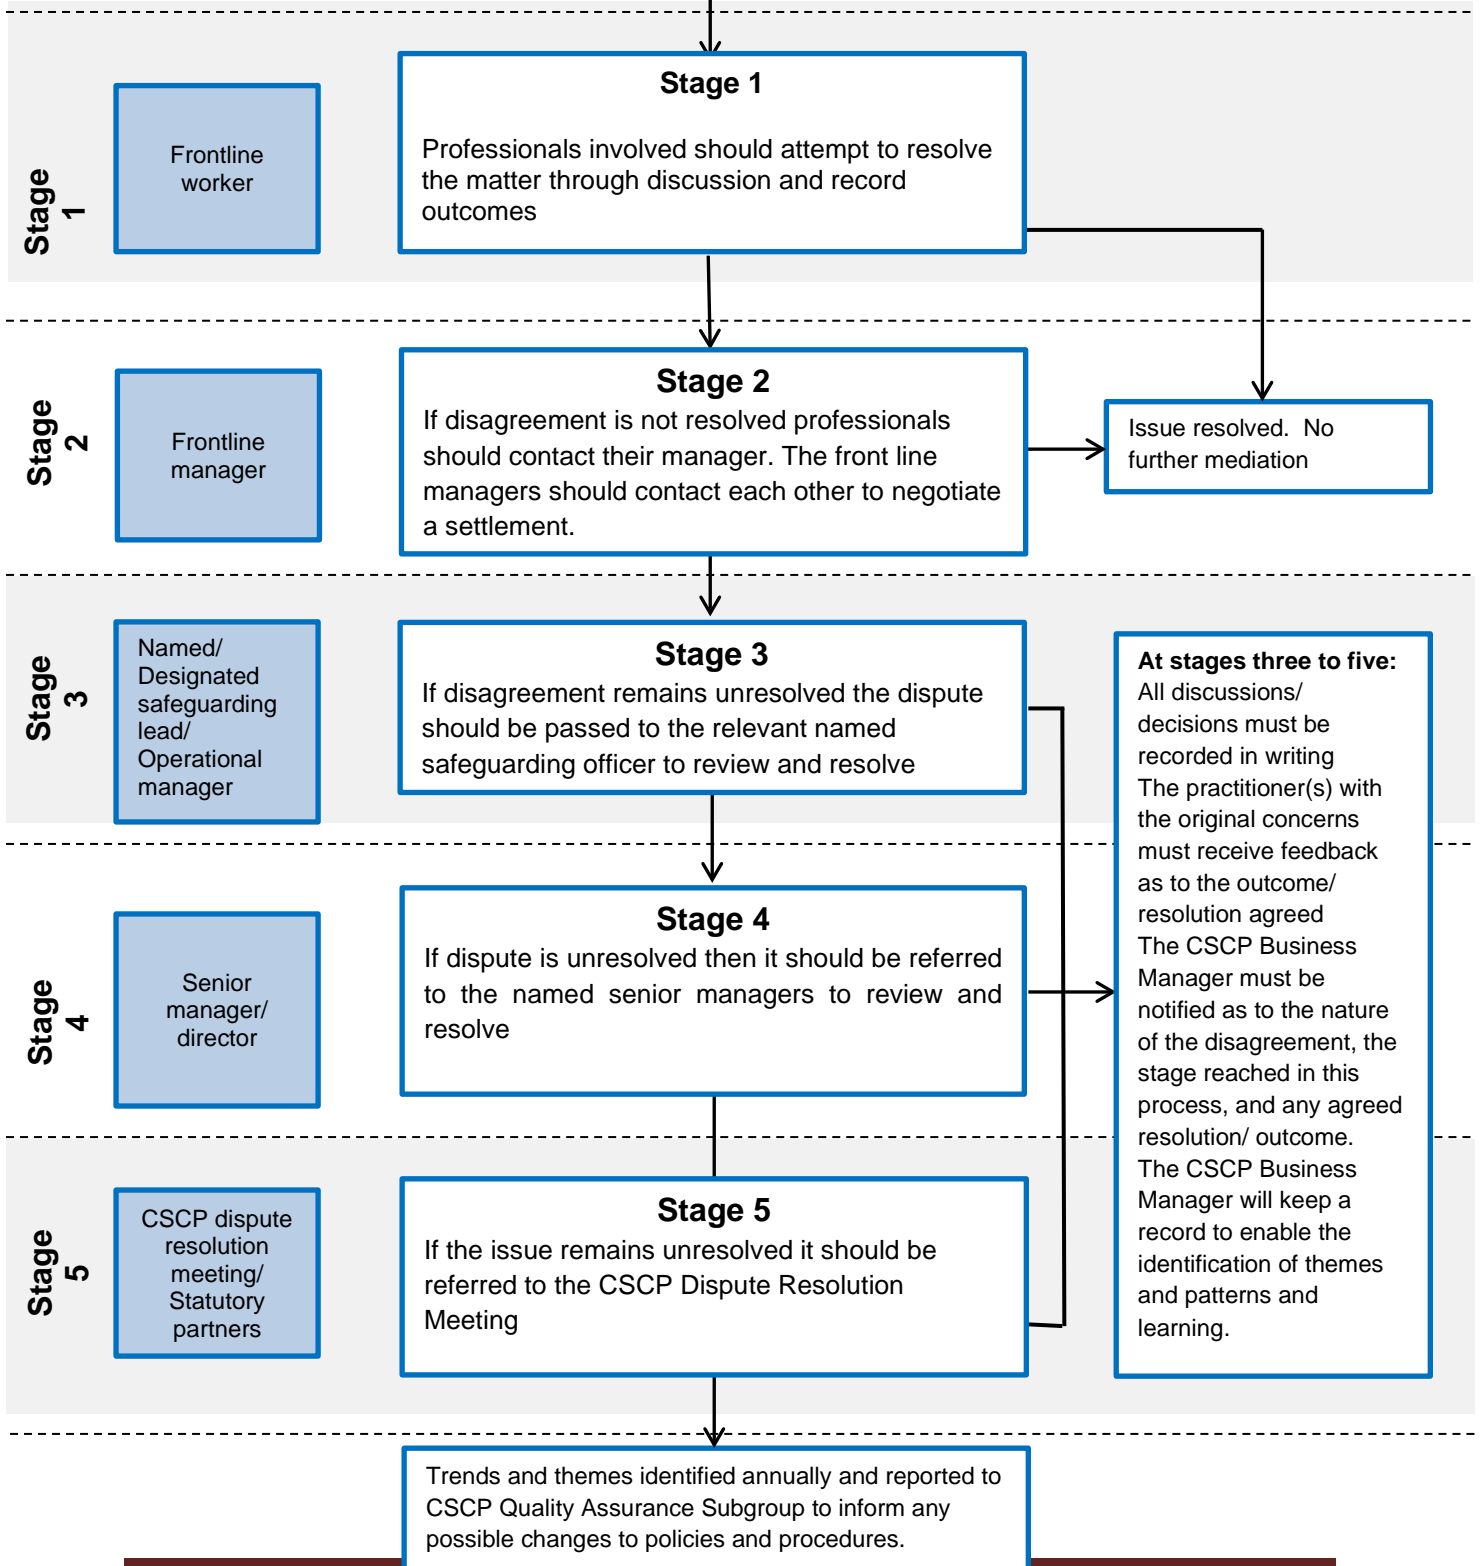 Stage 1
Frontline
worker
Stage 1
Professionals involved should attempt to resolve
the matter through discussion and record
outcomes
Stage 2
Frontline
manager
Stage 2
If disagreement is not resolved professionals
should contact their manager. The front line
managers should contact each other to negotiate
a settlement.
Issue resolved.  No
further mediation
Stage 3
Named/
Designated
safeguarding
lead/
Operational
manager
Stage 3
If disagreement remains unresolved the dispute
should be passed to the relevant named
safeguarding officer to review and resolve
At stages three to five:
All discussions/
decisions must be
recorded in writing
The practitioner(s) with
the original concerns
must receive feedback
as to the outcome/
resolution agreed
The CSCP Business
Manager must be
notified as to the nature
of the disagreement, the
stage reached in this
process, and any agreed
resolution/ outcome.
The CSCP Business
Manager will keep a
record to enable the
identification of themes
and patterns and
learning.
Stage 4
Senior
manager/
director
Stage 4
If dispute is unresolved then it should be referred
to the named senior managers to review and
resolve
Stage 5
CSCP dispute
resolution
meeting/
Statutory
partners
Stage 5
If the issue remains unresolved it should be
referred to the CSCP Dispute Resolution
Meeting
Trends and themes identified annually and reported to
CSCP Quality Assurance Subgroup to inform any
possible changes to policies and procedures.